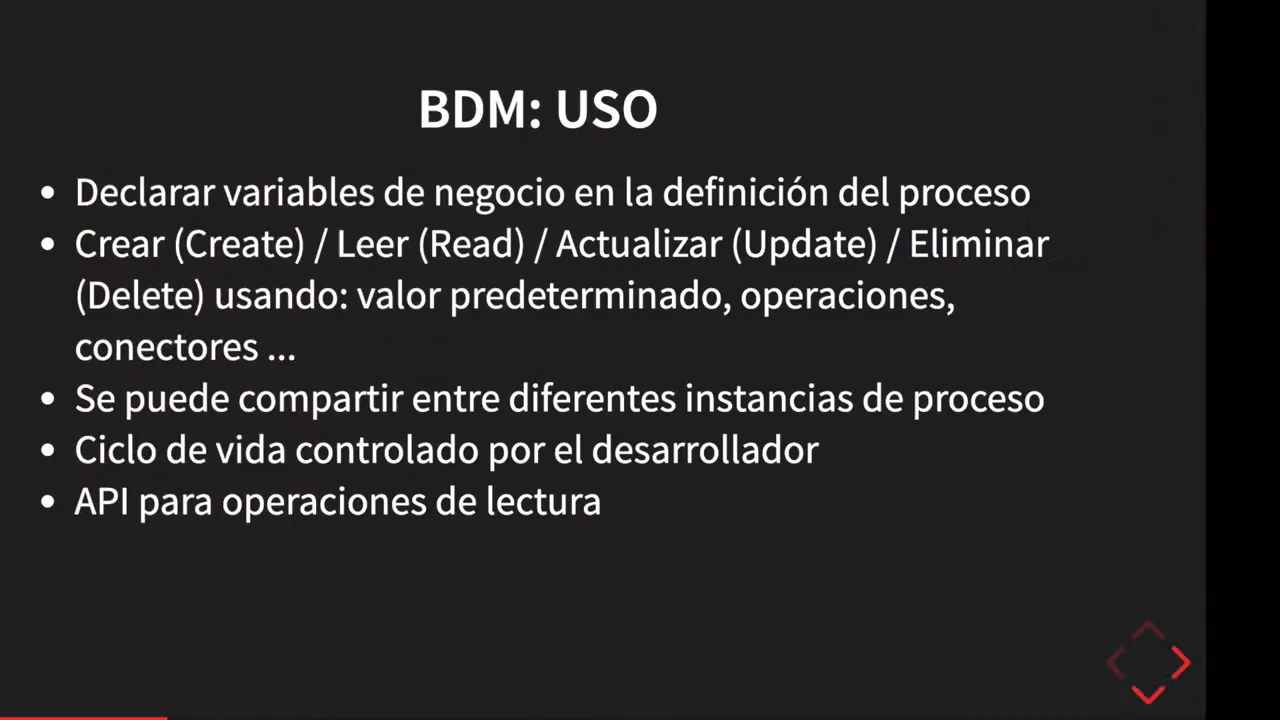 BDM: USO
• Declarar variables de negocio en la definición del proceso
• Crear (Create) / Leer (Read) / Actualizar (Update) / Eliminar
(Delete) usando: valor predeterminado, operaciones,
conectores ...
• Se puede compartir entre diferentes instancias de proceso
• Ciclo de vida controlado por el desarrollador
• API para operaciones de lectura